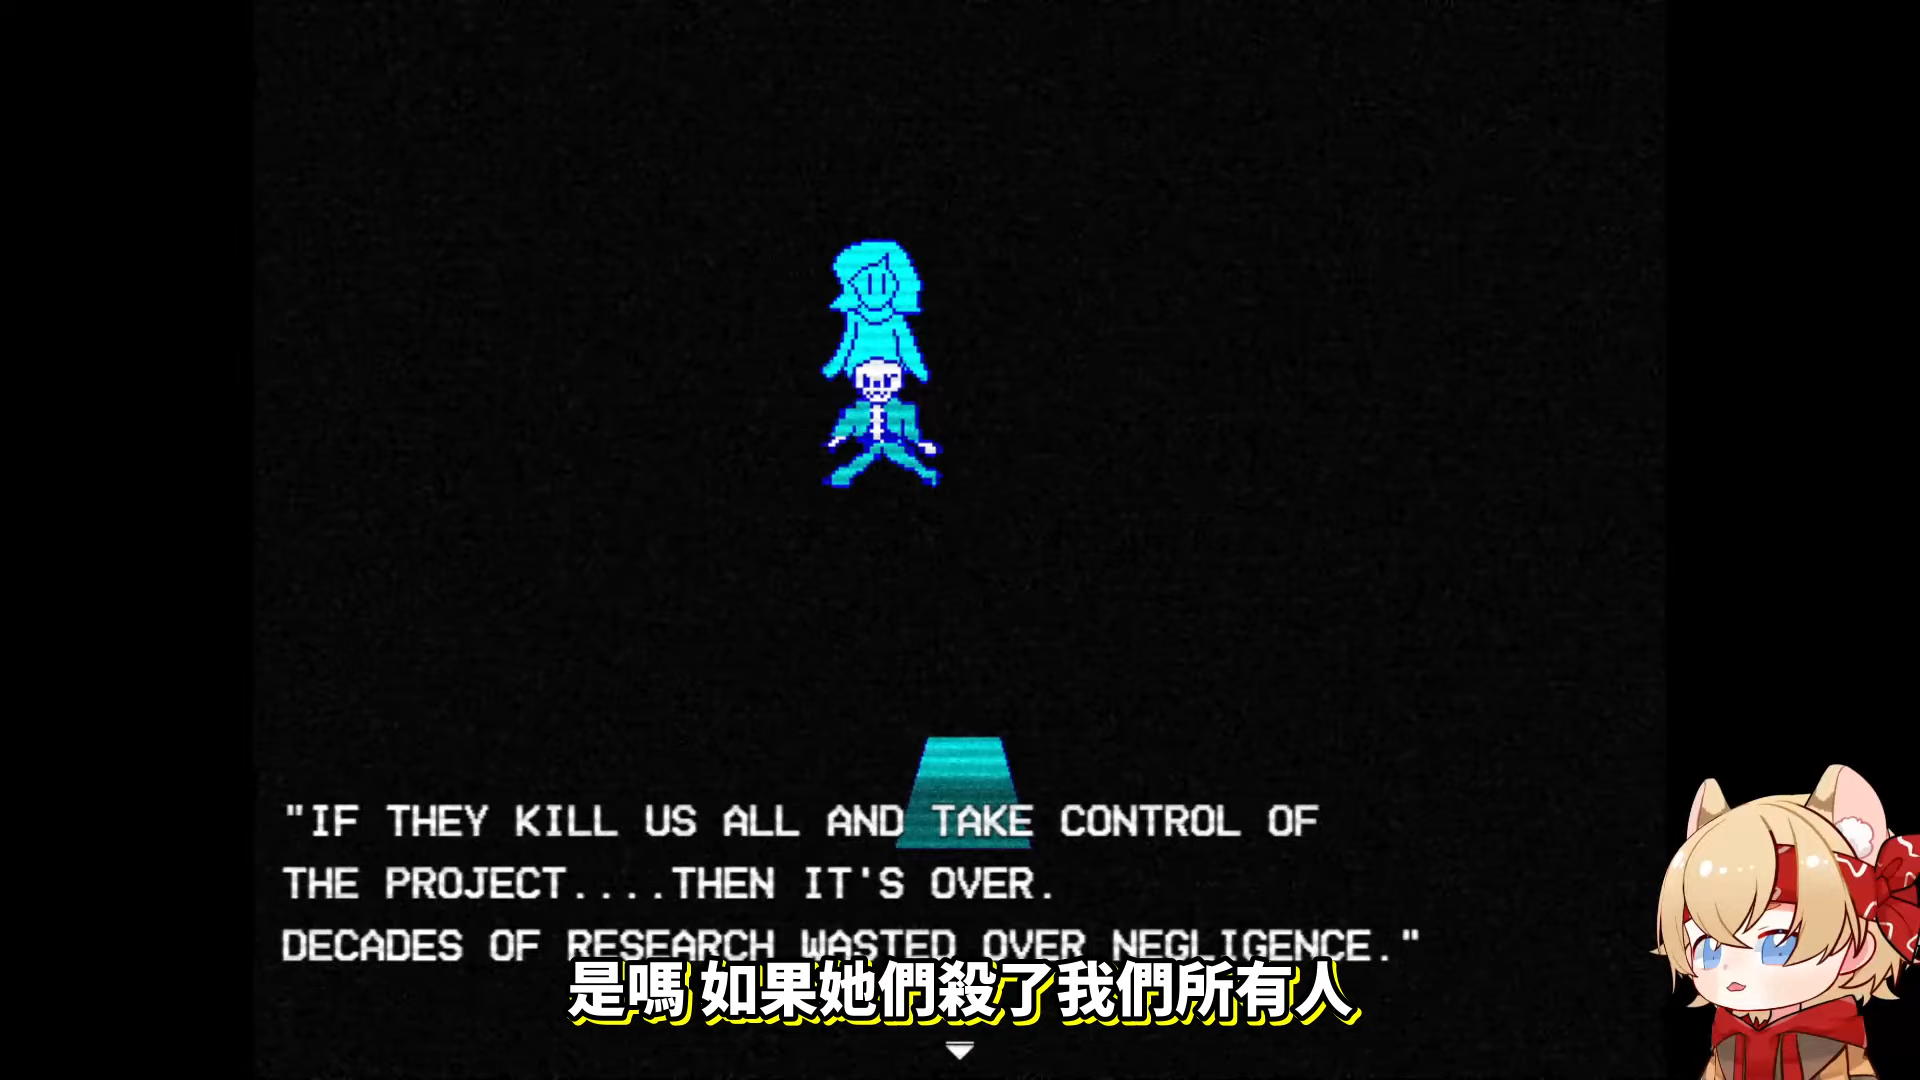 "IF THEY KILL US ALL AND TAKE CONTROL OF
THE PROJECT....THEN IT'S OVER.
DECADES OF RESEARCH WASTED OVER NEGLIGENCE."
是嗎 如果她們殺了我們所有人